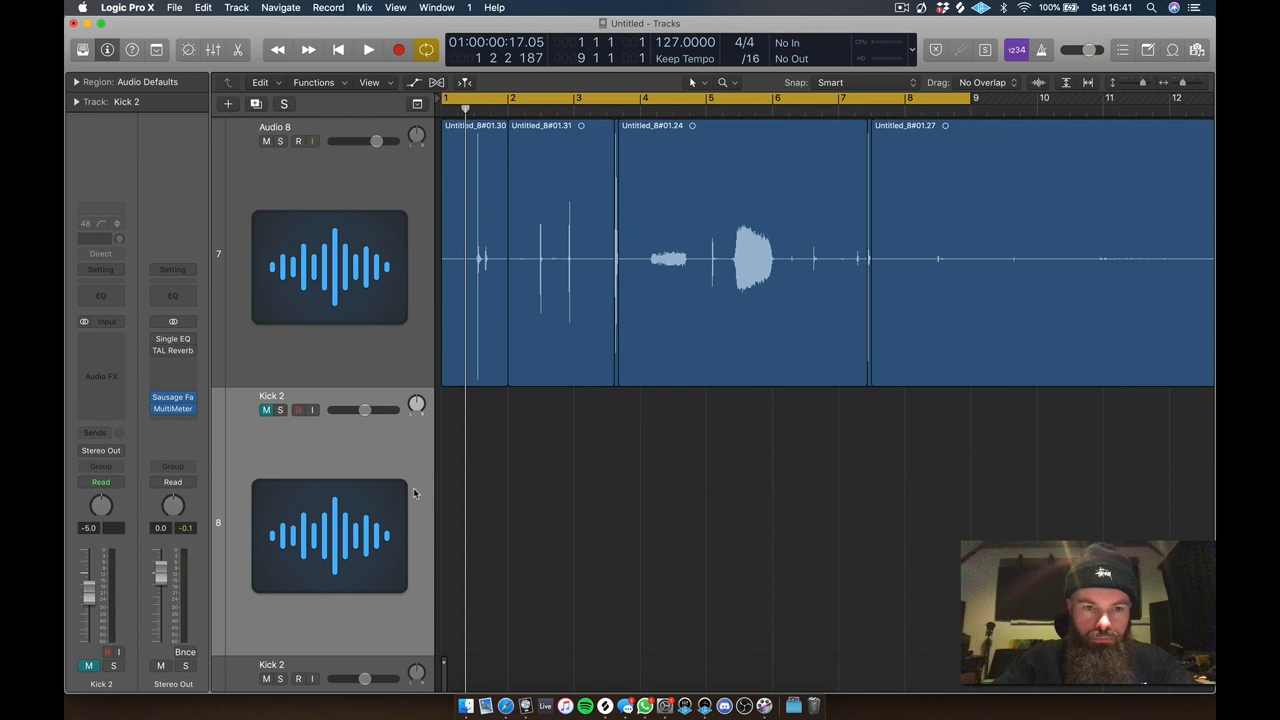 Logic Pro X File Edit Track Navigate Record Mix View Window 1 Help 100% Sat 16:41
Untitled - Tracks
01:00:00:17.05 1 1 1 1 127.0000 4/4 No In CPU
1 2 2 187 9 1 1 1 Keep Tempo /16 No Out
1234
Region: Audio Defaults
Edit Functions View Snap: Smart Drag: No Overlap
Track: Kick 2
S
1 2 3 4 5 6 7 8 9 10 11 12
Audio 8
M S R I
L R
7
Untitled_8#01.30 Untitled_8#01.31 Untitled_8#01.24 Untitled_8#01.27
48
Direct
Setting Setting
EQ EQ
Input
Single EQ
TAL Reverb
Audio FX
Sausage Fa
MultiMeter
Sends
Stereo Out
Group Group
Read Read
-5.0 0.0 -0.1
R I Bnce
M S M S
Kick 2 Stereo Out
Kick 2
M S R I
L R
8
Kick 2
M S R I
Live